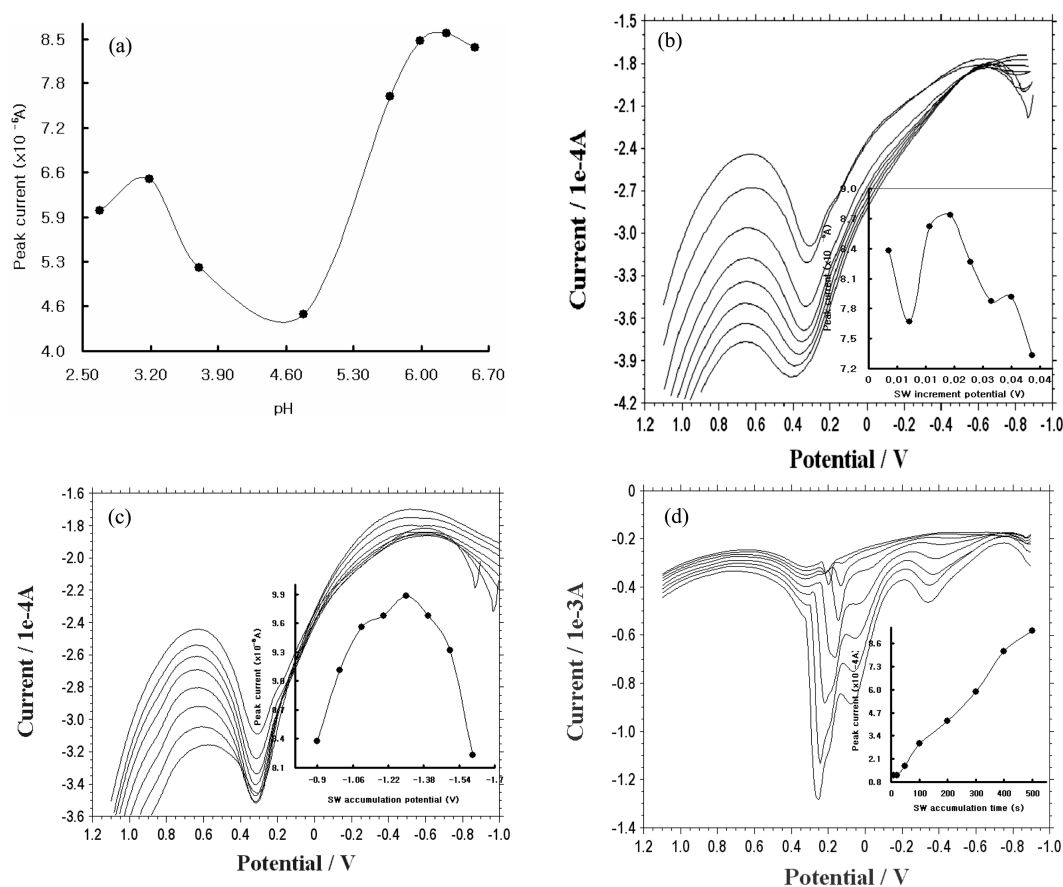 (a)
Peak current (x10 ⁻⁶A)
8.5
7.8
7.2
6.6
5.9
5.3
4.6
4.0
2.50 3.20 3.90 4.60 5.30 6.00 6.70
pH
(b)
Current / 1e-4A
-1.5
-1.8
-2.1
-2.4
-2.7
-3.0
-3.3
-3.6
-3.9
-4.2
1.2 1.0 0.8 0.6 0.4 0.2 0 -0.2 -0.4 -0.6 -0.8 -1.0
Potential / V
Peak current (x10 ⁻⁶A)
9.0
8.7
8.4
8.1
7.8
7.5
7.2
0 0,01 0,01 0,02 0,03 0,04 0,04
SW increment potential (V)
(c)
Current / 1e-4A
-1.6
-1.8
-2.0
-2.2
-2.4
-2.6
-2.8
-3.0
-3.2
-3.4
-3.6
1.2 1.0 0.8 0.6 0.4 0.2 0 -0.2 -0.4 -0.6 -0.8 -1.0
Potential / V
Peak current (x10⁻⁶A)
9.9
9.6
9.3
9.0
8.7
8.4
8.1
-0.9 -1.06 -1.22 -1.38 -1.54 -1.7
SW accumulation potential (V)
(d)
Current / 1e-3A
0
-0.2
-0.4
-0.6
-0.8
-1.0
-1.2
-1.4
1.2 1.0 0.8 0.6 0.4 0.2 0 -0.2 -0.4 -0.6 -0.8 -1.0
Potential / V
Peak current (x10 ⁻4A)
8.6
7.3
6.0
4.7
3.4
2.1
0.8
0 100 200 300 400 500
SW accumulation time (s)